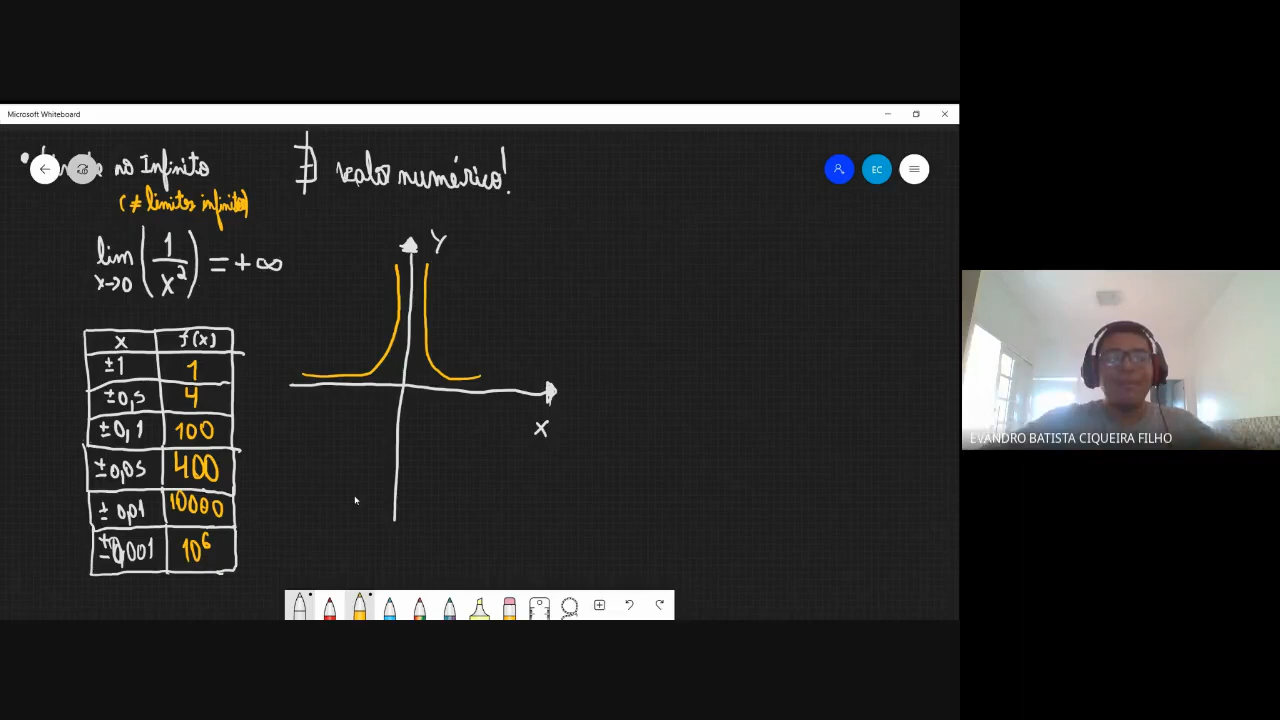 Microsoft Whiteboard
no Infinito
∄ valor numérico!
(≠ limites infinitos)
EC
lim x→0 (1/x²) = +∞
Y
x f(x)
±1 1
±0,5 4
±0,1 100
X
EVANDRO BATISTA CIQUEIRA FILHO
±0,05 400
±0,01 10000
±0,001 10⁶